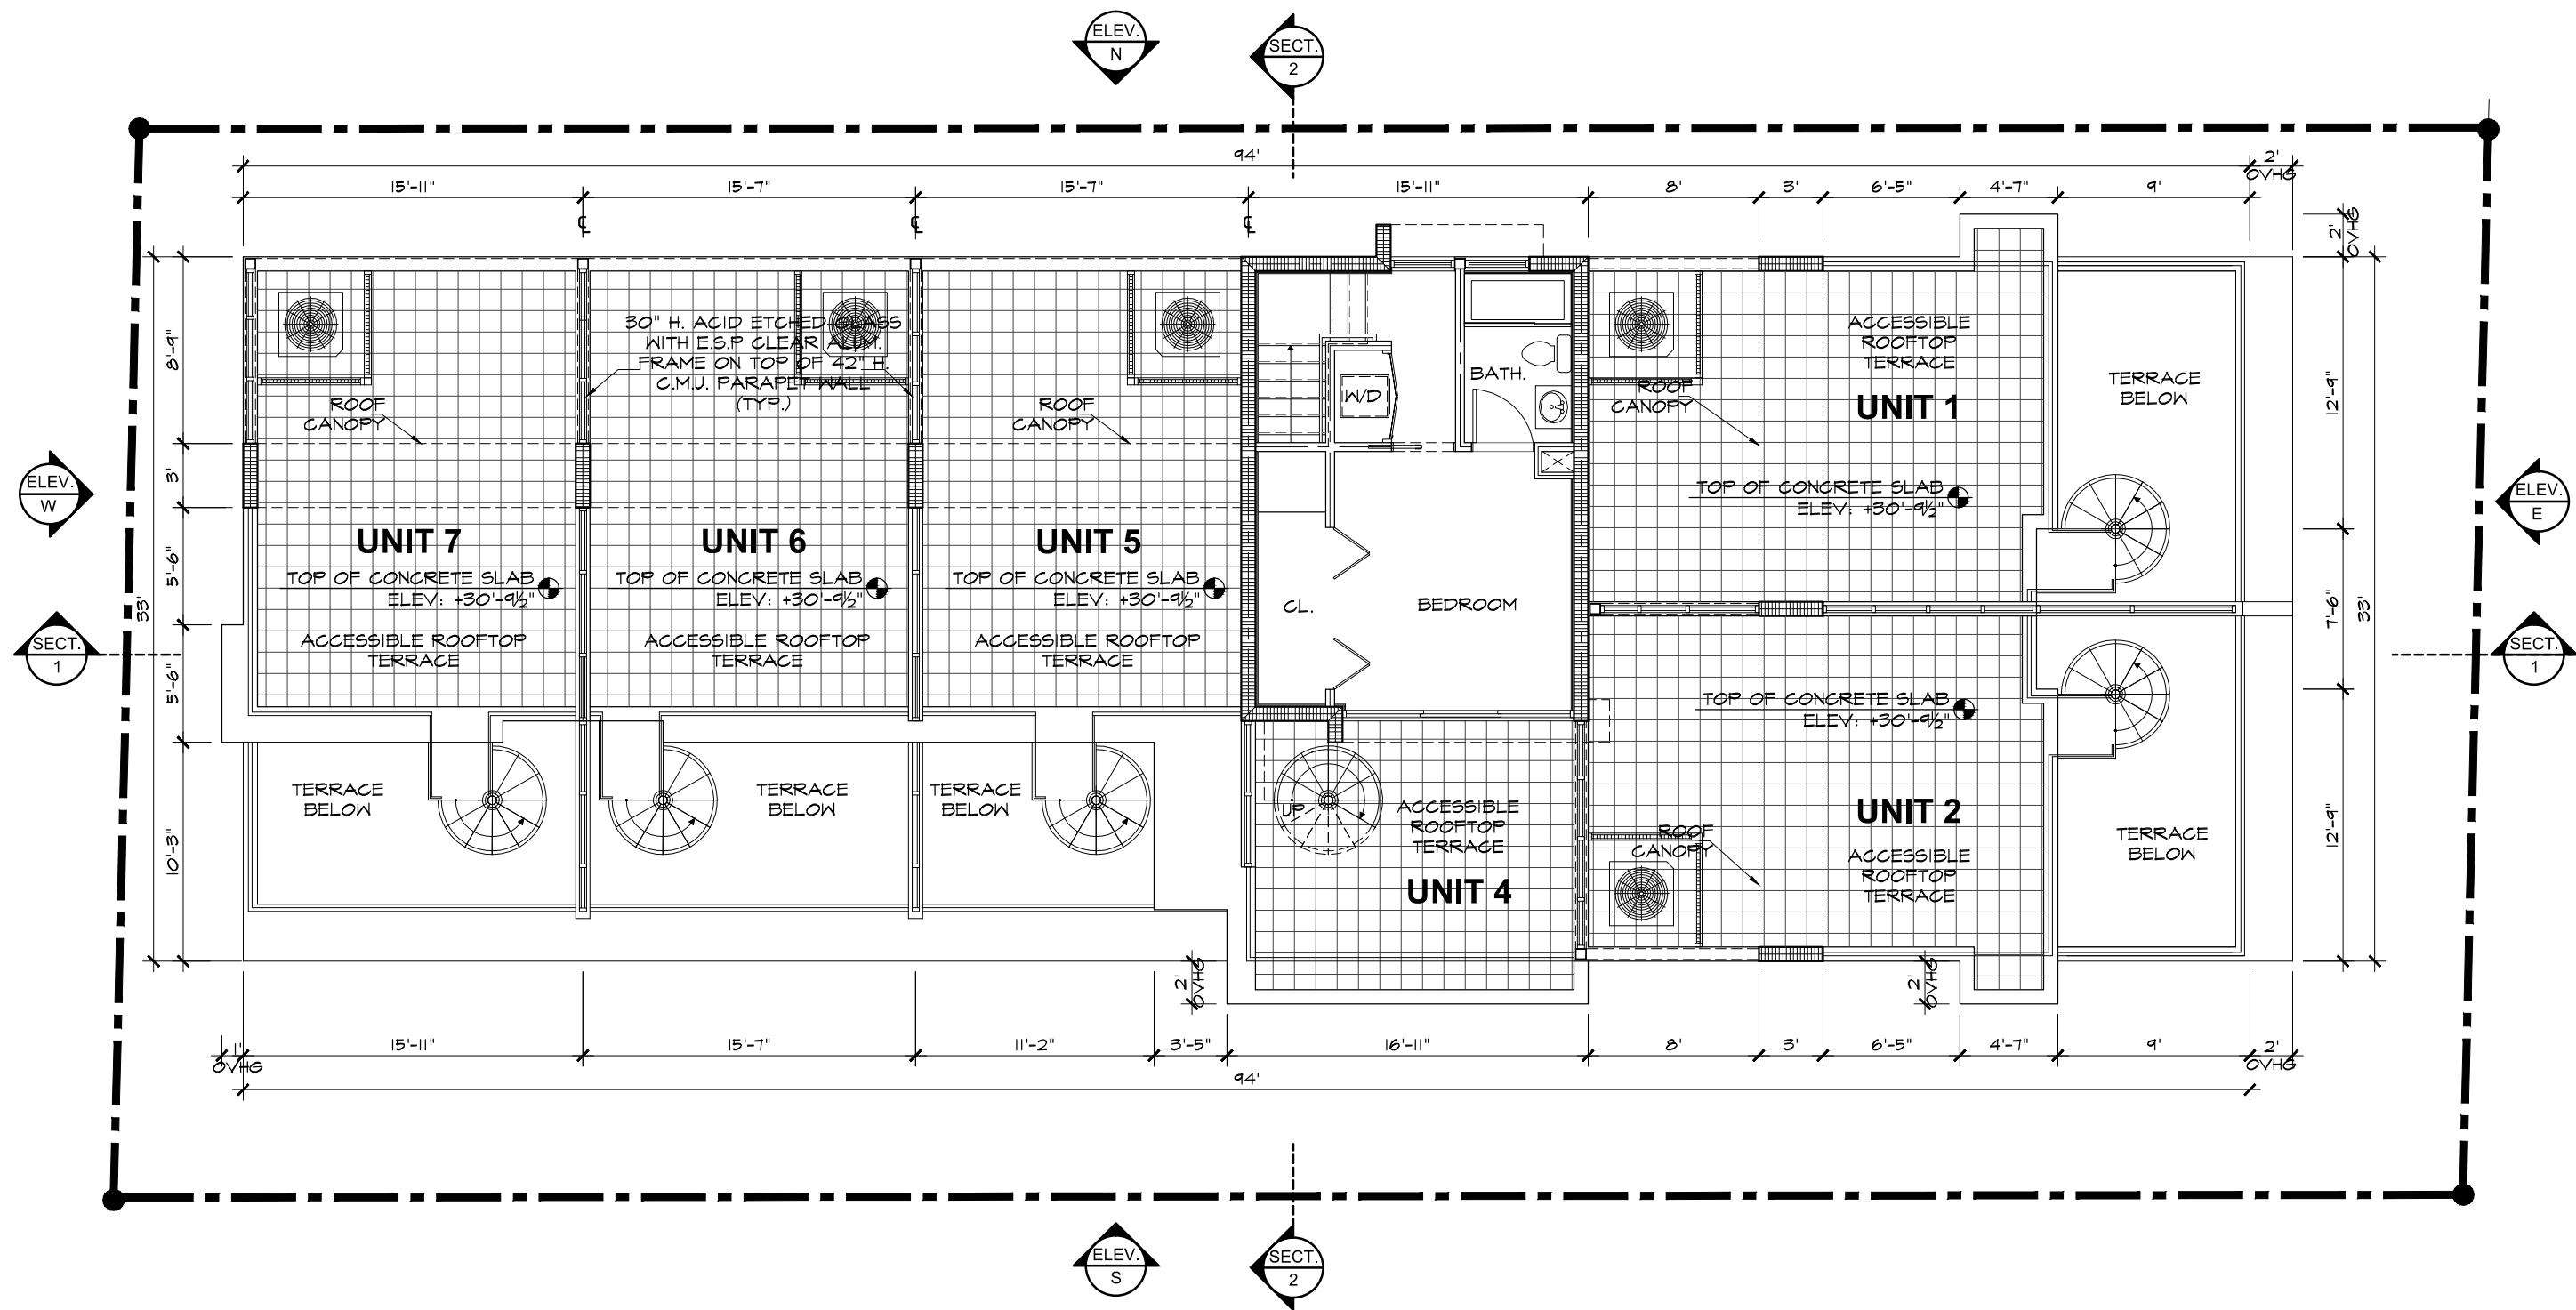 ELEV.
N
SECT.
2
94'
2'
OVHG
15'-11"
15'-7"
15'-7"
15'-11"
8'
3'
6'-5"
4'-7"
9'
2'
OVHG
℄
℄
℄
33'
8'-9"
3'
5'-6"
5'-6"
10'-3"
30" H. ACID ETCHED GLASS
WITH E.S.P CLEAR ALUM.
FRAME ON TOP OF 42" H.
C.M.U. PARAPET WALL
(TYP.)
ROOF
CANOPY
ROOF
CANOPY
W/D
BATH.
ROOF
CANOPY
ACCESSIBLE
ROOFTOP
TERRACE
UNIT 1
TERRACE
BELOW
TOP OF CONCRETE SLAB
ELEV: +30'-9½"
12'-9"
7'-6"
12'-9"
33'
ELEV.
W
ELEV.
E
SECT.
1
SECT.
1
UNIT 7
TOP OF CONCRETE SLAB
ELEV: +30'-9½"
ACCESSIBLE ROOFTOP
TERRACE
UNIT 6
TOP OF CONCRETE SLAB
ELEV: +30'-9½"
ACCESSIBLE ROOFTOP
TERRACE
UNIT 5
TOP OF CONCRETE SLAB
ELEV: +30'-9½"
ACCESSIBLE ROOFTOP
TERRACE
CL.
BEDROOM
TOP OF CONCRETE SLAB
ELEV: +30'-9½"
TERRACE
BELOW
TERRACE
BELOW
TERRACE
BELOW
UP
ACCESSIBLE
ROOFTOP
TERRACE
UNIT 4
UNIT 2
ROOF
CANOPY
ACCESSIBLE
ROOFTOP
TERRACE
TERRACE
BELOW
2'
OVHG
2'
OVHG
1'
OVHG
15'-11"
15'-7"
11'-2"
3'-5"
16'-11"
8'
3'
6'-5"
4'-7"
9'
2'
OVHG
94'
ELEV.
S
SECT.
2